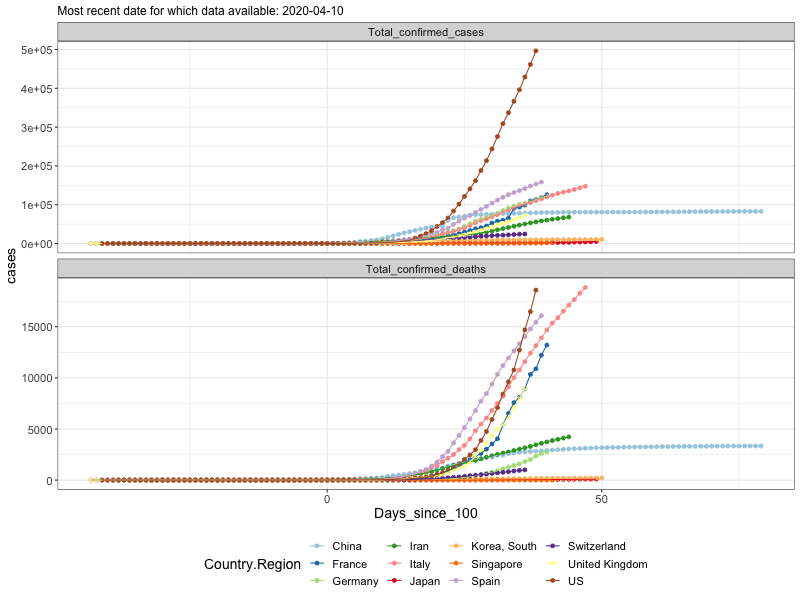 Most recent date for which data available: 2020-04-10
Total_confirmed_cases
5e+05
4e+05
3e+05
2e+05
1e+05
0e+00
cases
Total_confirmed_deaths
15000
10000
5000
0
0 50
Days_since_100
Country.Region
China Iran Korea, South Switzerland
France Italy Singapore United Kingdom
Germany Japan Spain US